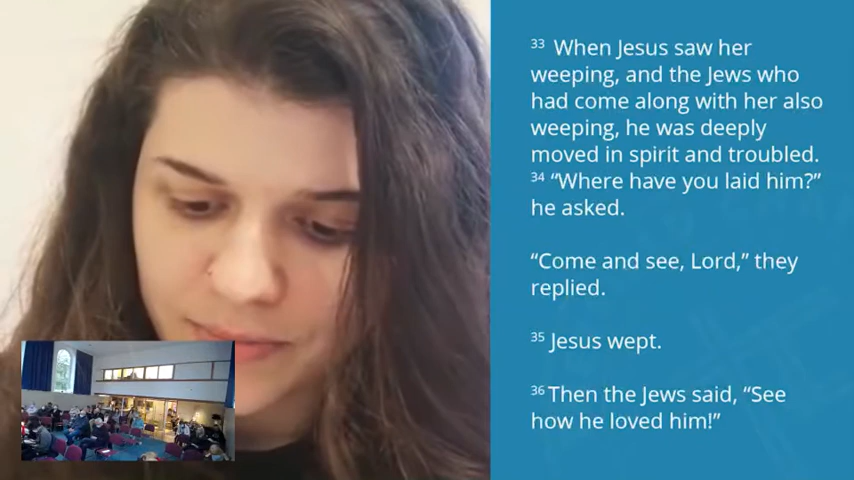 33 When Jesus saw her
weeping, and the Jews who
had come along with her also
weeping, he was deeply
moved in spirit and troubled.
34 “Where have you laid him?”
he asked.
“Come and see, Lord,” they
replied.
35 Jesus wept.
36 Then the Jews said, “See
how he loved him!”